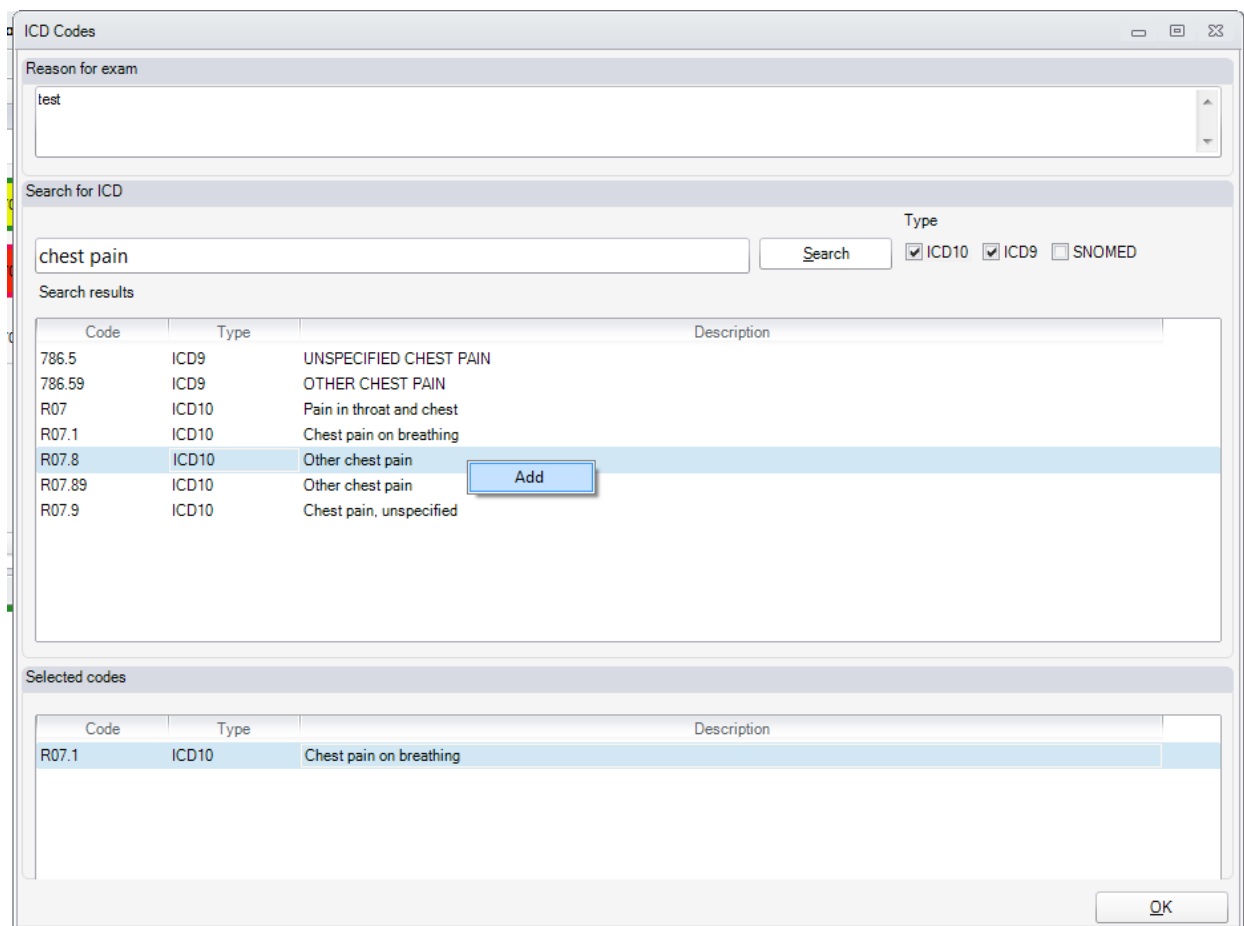 ICD Codes
Reason for exam
test
Search for ICD
Type
chest pain Search ICD10 ICD9 SNOMED
Search results
Code Type Description
786.5 ICD9 UNSPECIFIED CHEST PAIN
786.59 ICD9 OTHER CHEST PAIN
R07 ICD10 Pain in throat and chest
R07.1 ICD10 Chest pain on breathing
R07.8 ICD10 Other chest pain
Add
R07.89 ICD10 Other chest pain
R07.9 ICD10 Chest pain, unspecified
Selected codes
Code Type Description
R07.1 ICD10 Chest pain on breathing
OK